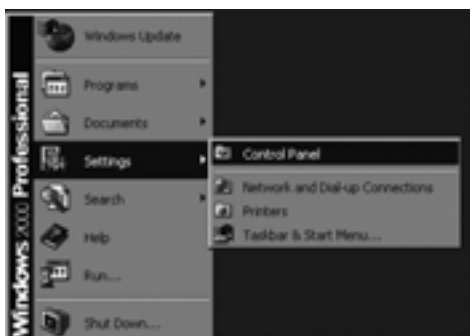 Windows 2000 Professional
Windows Update
Programs
Documents
Settings
Search
Help
Run...
Shut Down...
Control Panel
Network and Dial-up Connections
Printers
Taskbar & Start Menu...